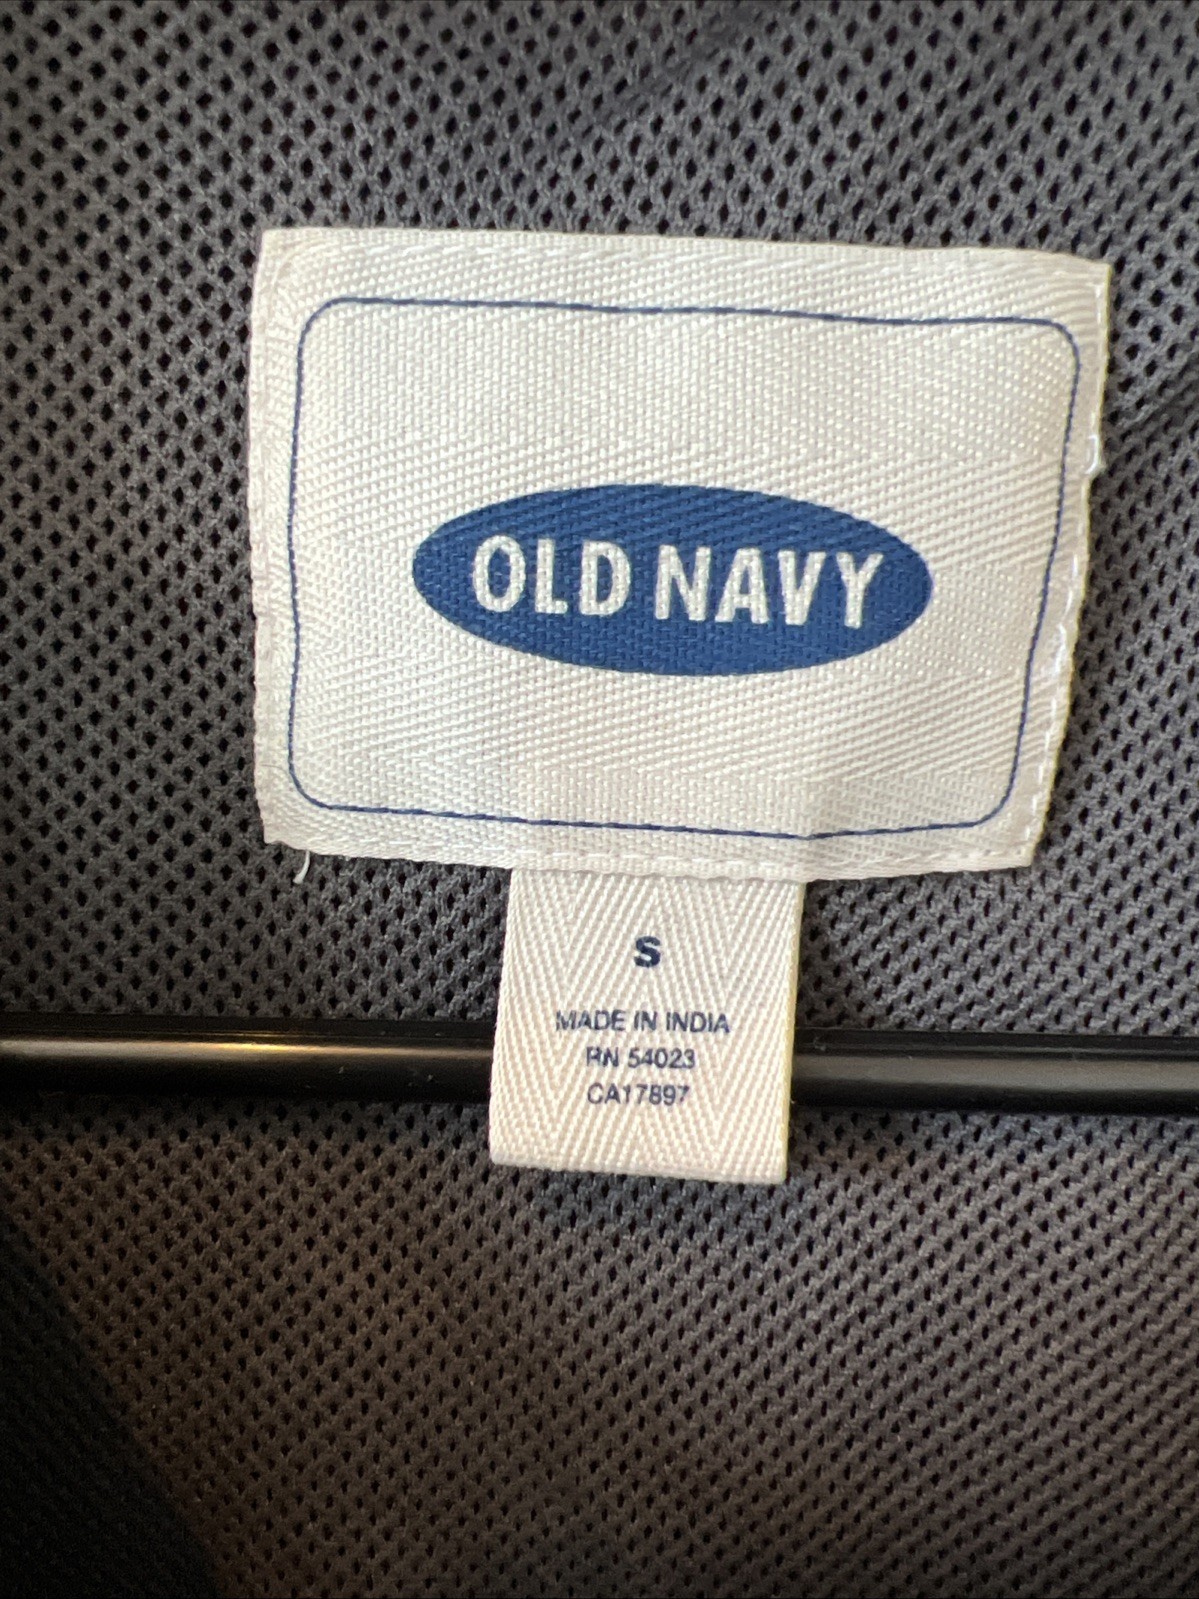 OLD NAVY
S
MADE IN INDIA
RN 54023
CA17897